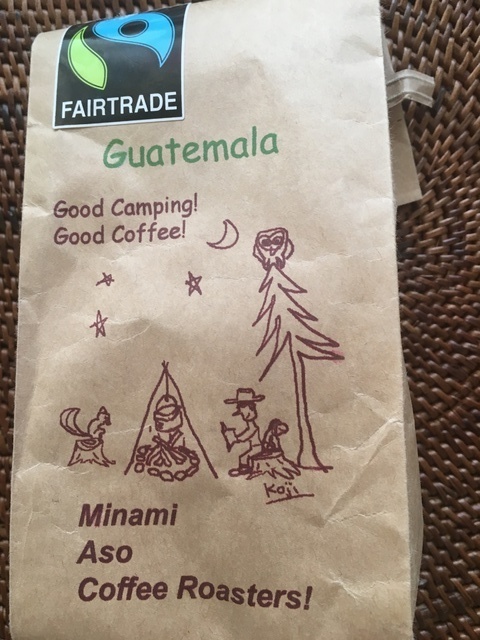 FAIRTRADE
Guatemala
Good Camping!
Good Coffee!
Koji
Minami
Aso
Coffee Roasters!